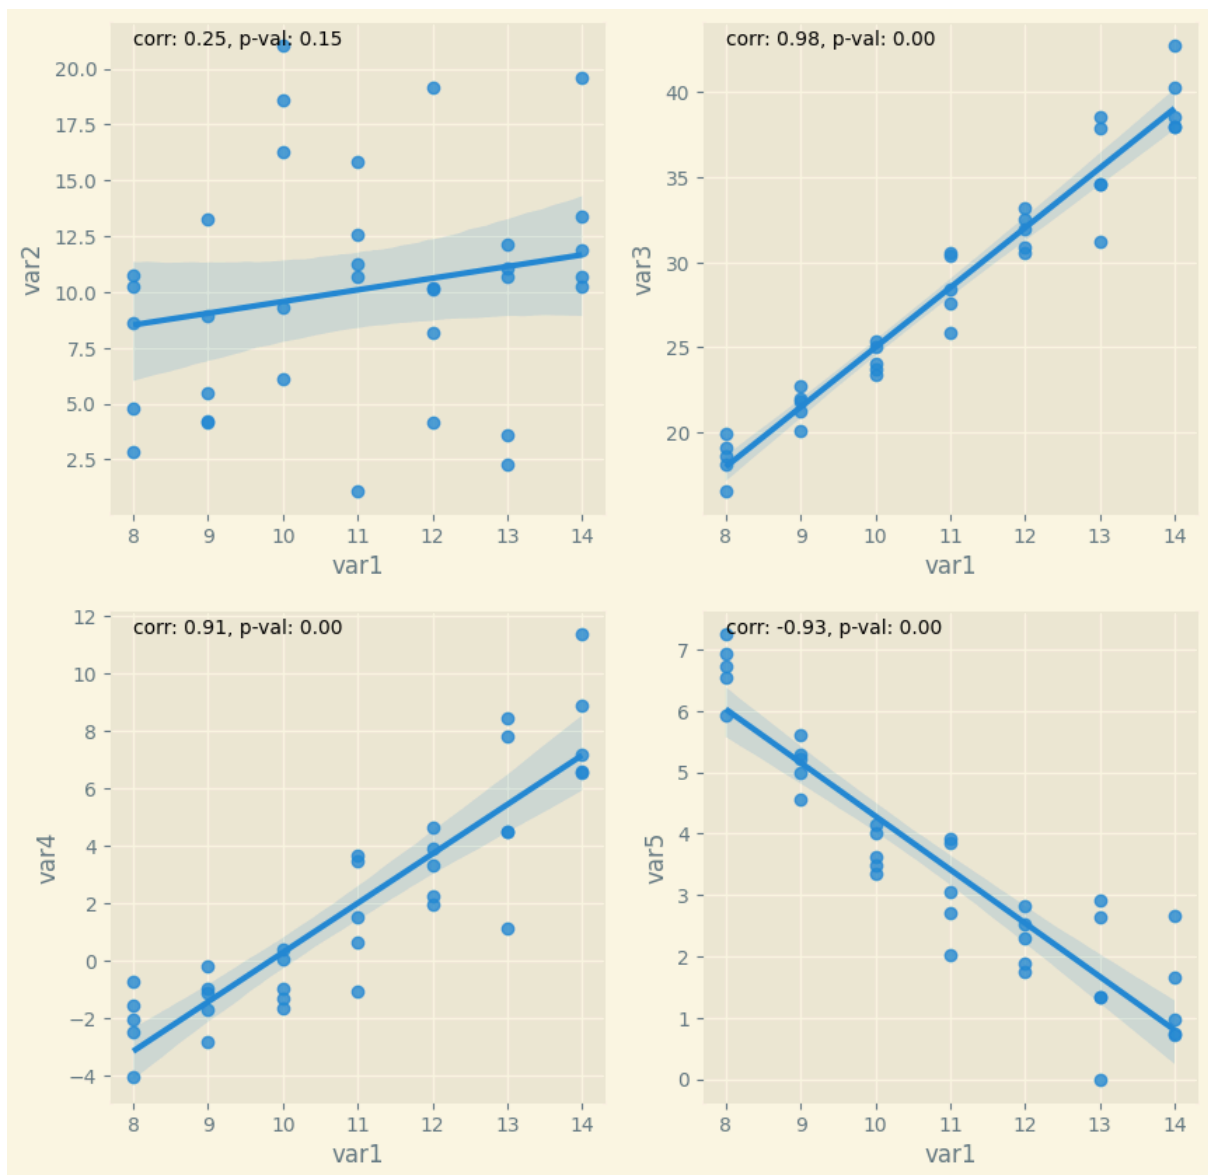 corr: 0.25, p-val: 0.15
20.0
17.5
15.0
12.5
10.0
7.5
5.0
2.5
var2
8 9 10 11 12 13 14
var1
corr: 0.98, p-val: 0.00
40
35
30
25
20
var3
8 9 10 11 12 13 14
var1
corr: 0.91, p-val: 0.00
12
10
8
6
4
2
0
−2
−4
var4
8 9 10 11 12 13 14
var1
corr: -0.93, p-val: 0.00
7
6
5
4
3
2
1
0
var5
8 9 10 11 12 13 14
var1